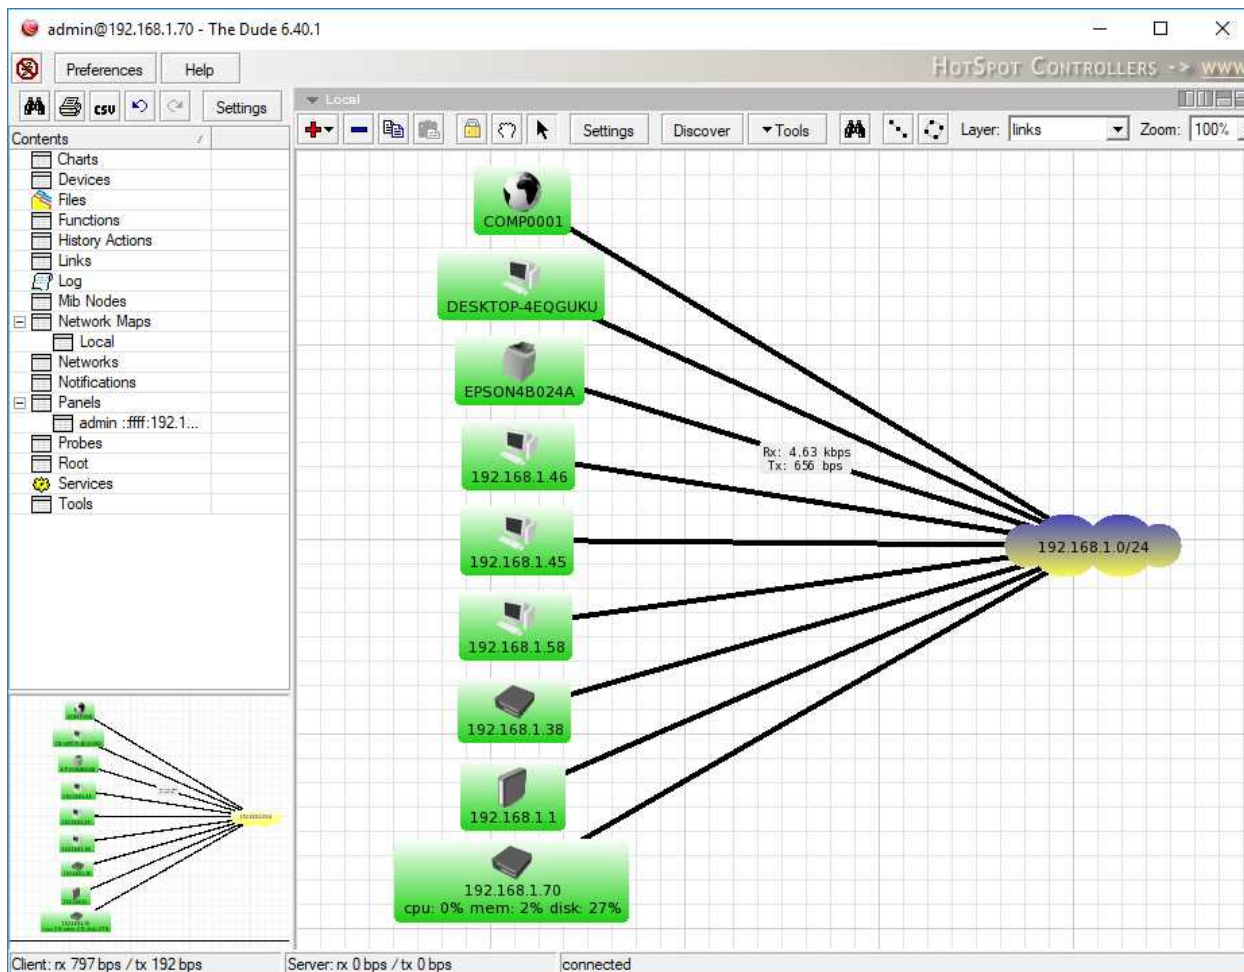 admin@192.168.1.70 - The Dude 6.40.1
Preferences Help
HOTSPOT CONTROLLERS -> www
csv Settings
Local
Settings Discover Tools Layer: links Zoom: 100%
Contents
Charts
Devices
Files
Functions
History Actions
Links
Log
Mib Nodes
Network Maps
Local
Networks
Notifications
Panels
admin ::ffff:192.1...
Probes
Root
Services
Tools
COMP0001
DESKTOP-4EQGUKU
EPSON4B024A
Rx: 4.63 kbps
Tx: 656 bps
192.168.1.46
192.168.1.45
192.168.1.0/24
192.168.1.58
192.168.1.38
192.168.1.1
192.168.1.70
cpu: 0% mem: 2% disk: 27%
Client: rx 797 bps / tx 192 bps Server: rx 0 bps / tx 0 bps connected